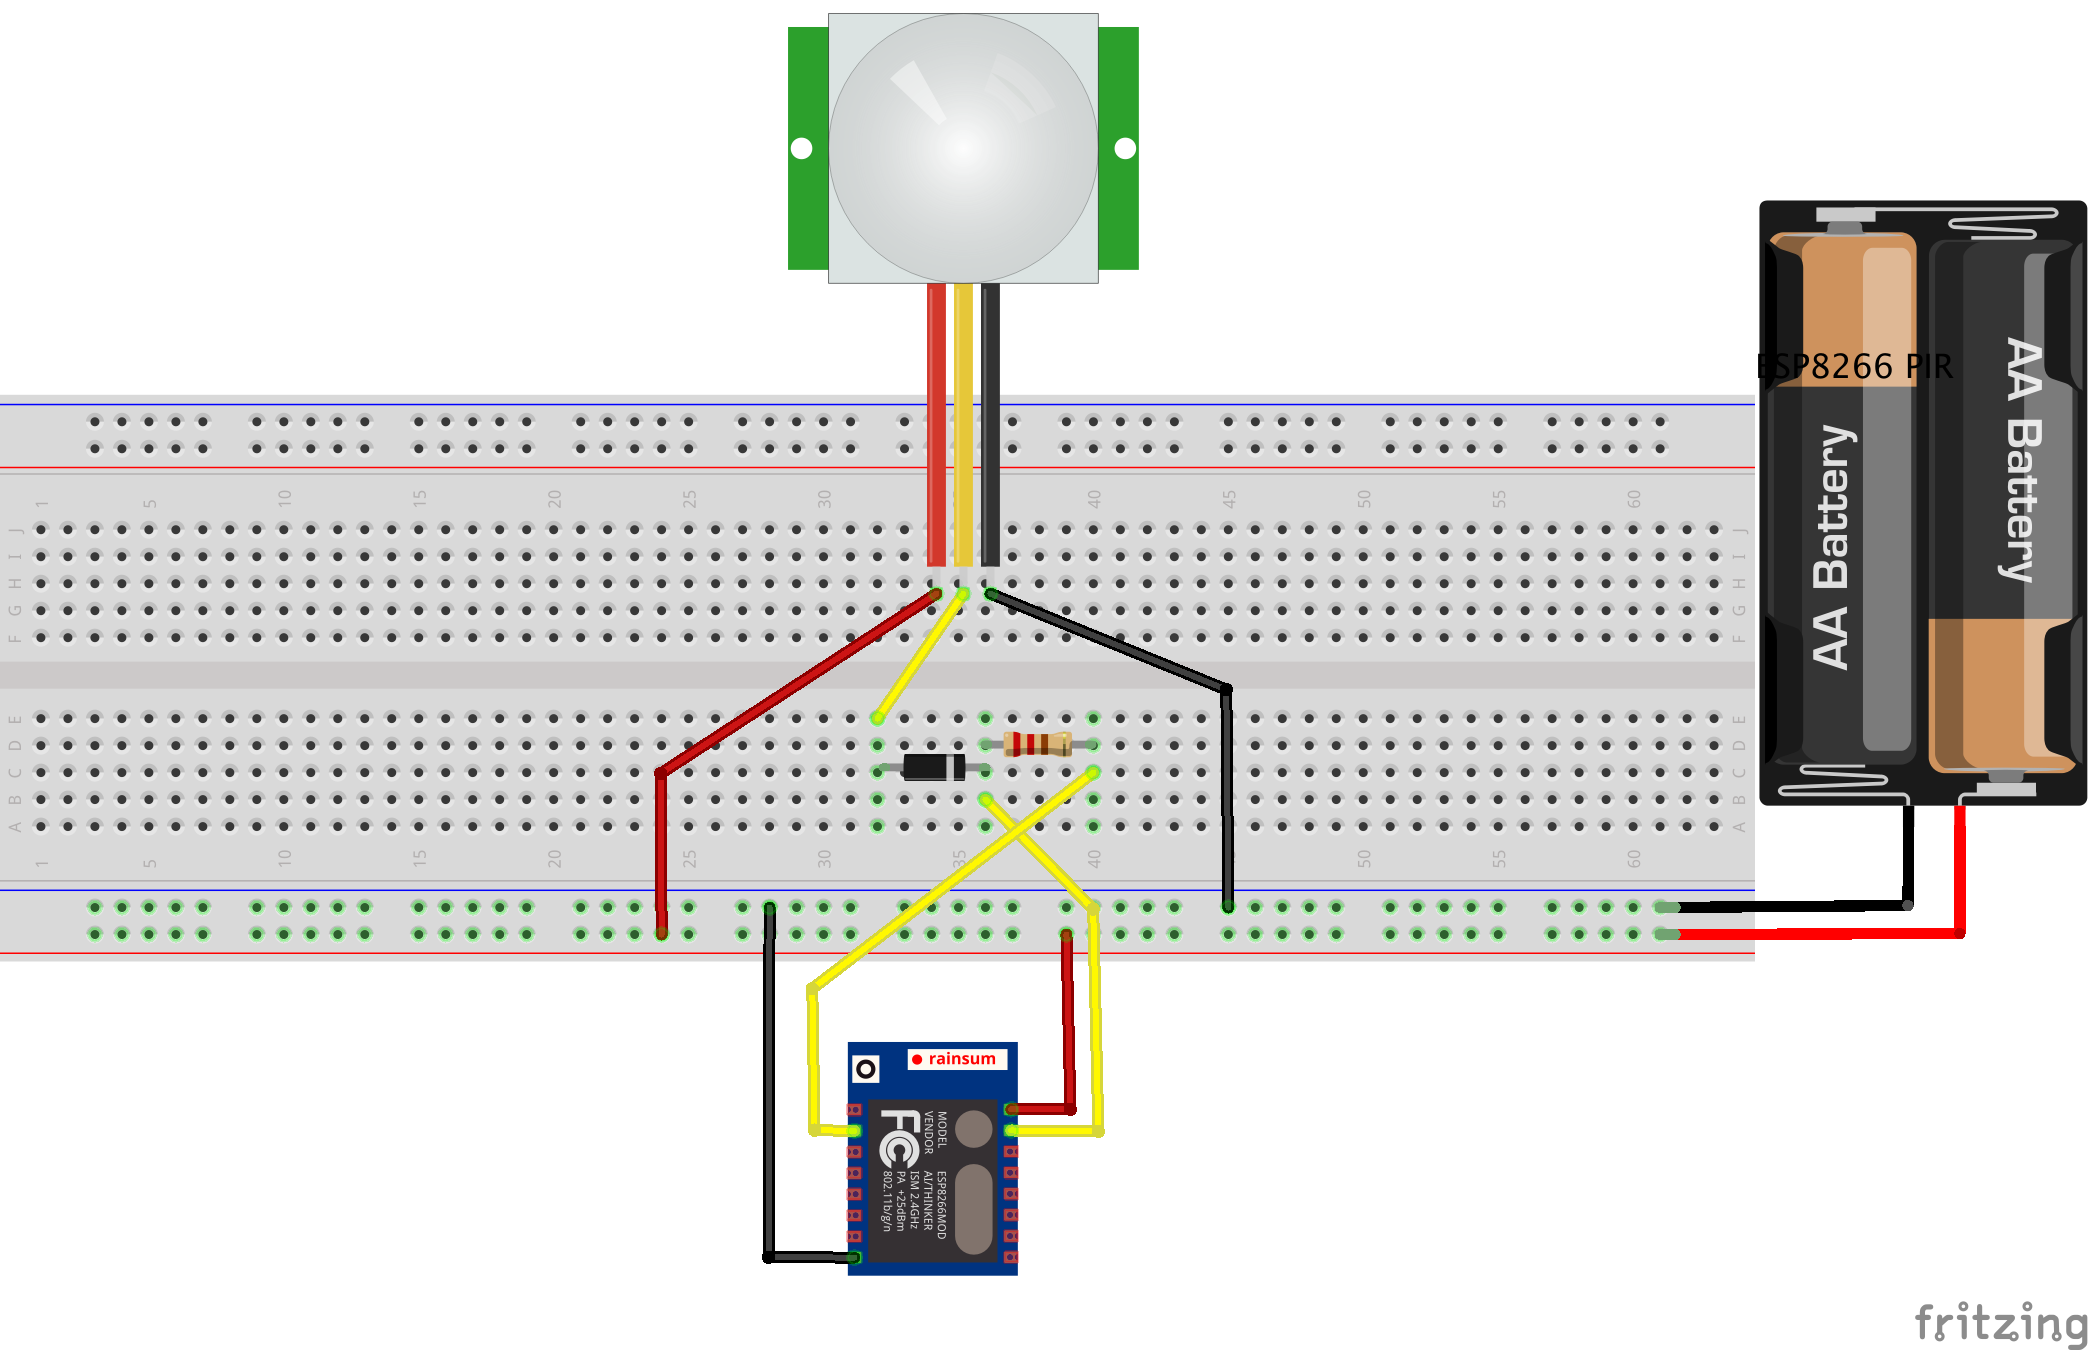 1 5 10 15 20 25 30 35 40 45 50 55 60
J J
I I
H H
G G
F F
E E
D D
C C
B B
A A
1 5 10 15 20 25 30 35 40 45 50 55 60
ESP8266 PIR
AA Battery
AA Battery
rainsum
FC
MODEL ESP8266MOD
VENDOR AI/THINKER
ISM 2.4GHz
PA +25dBm
802.11b/g/n
fritzing